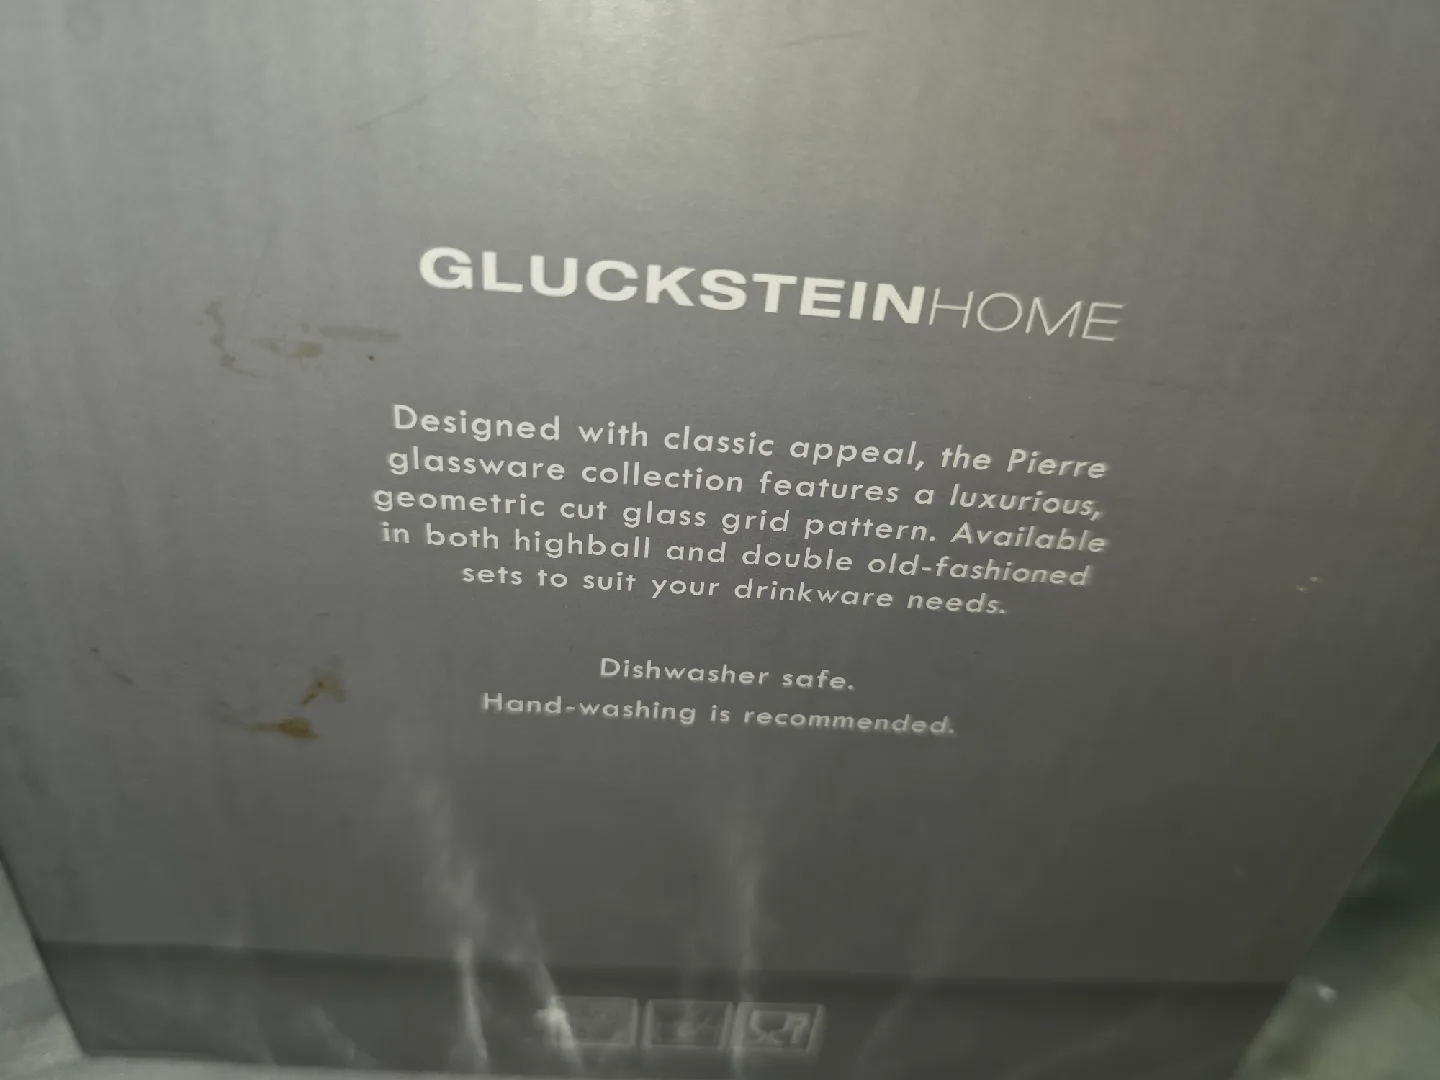 GLUCKSTEINHOME
Designed with classic appeal, the Pierre
glassware collection features a luxurious,
geometric cut glass grid pattern. Available
in both highball and double old-fashioned
sets to suit your drinkware needs.
Dishwasher safe.
Hand-washing is recommended.